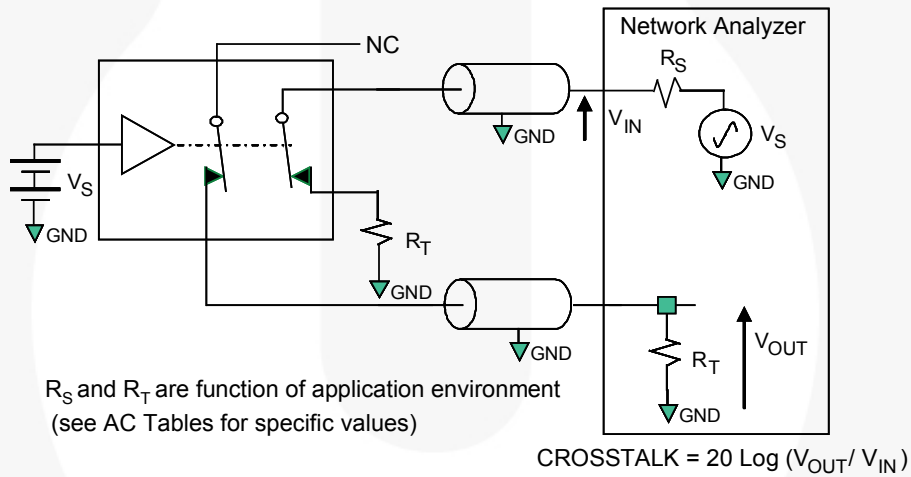 Network Analyzer
NC
R_S
V_IN
GND
V_S
GND
V_S
GND
R_T
GND
GND
R_T
V_OUT
GND
R_S and R_T are function of application environment
(see AC Tables for specific values)
CROSSTALK = 20 Log (V_OUT/ V_IN)